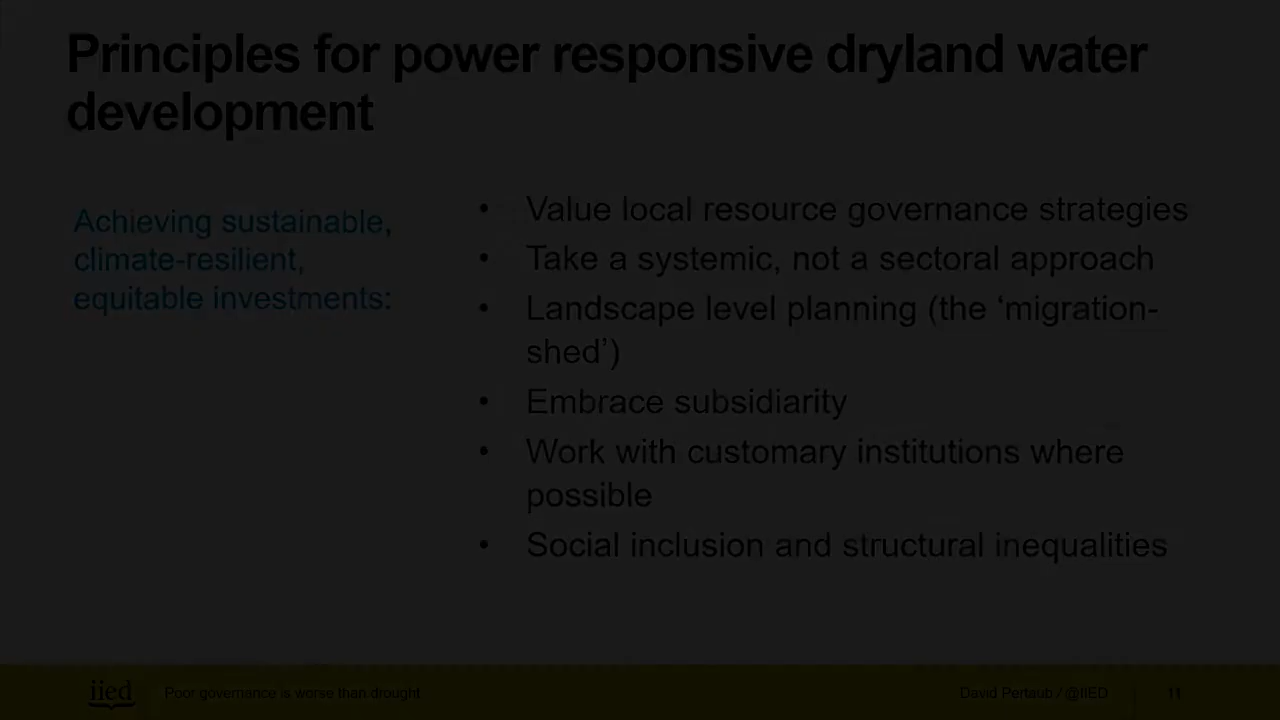 Principles for power responsive dryland water
development
Achieving sustainable,
climate-resilient,
equitable investments:
• Value local resource governance strategies
• Take a systemic, not a sectoral approach
• Landscape level planning (the ‘migration-
shed’)
• Embrace subsidiarity
• Work with customary institutions where
possible
• Social inclusion and structural inequalities
iied
Poor governance is worse than drought
David Pertaub / @IIED
11